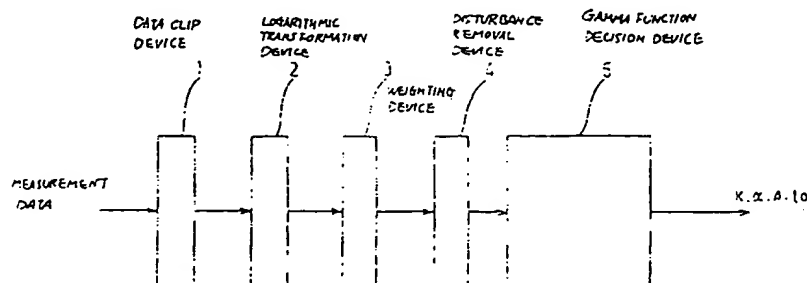 DATA CLIP
DEVICE
1
LOGARITHMIC
TRANSFORMATION
DEVICE
2
3
WEIGHTING
DEVICE
DISTURBANCE
REMOVAL
DEVICE
4
GAMMA FUNCTION
DECISION DEVICE
5
MEASUREMENT
DATA